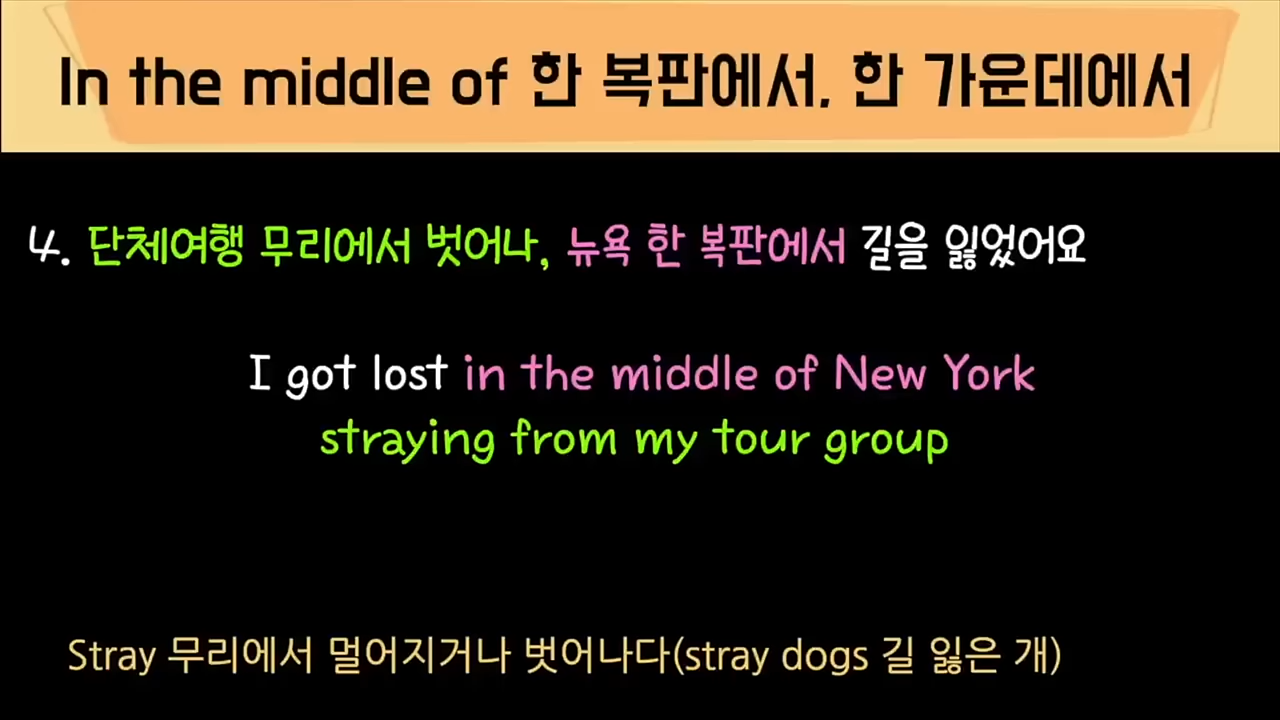 In the middle of 한 복판에서, 한 가운데에서
4. 단체여행 무리에서 벗어나, 뉴욕 한 복판에서 길을 잃었어요
I got lost in the middle of New York
straying from my tour group
Stray 무리에서 멀어지거나 벗어나다(stray dogs 길 잃은 개)